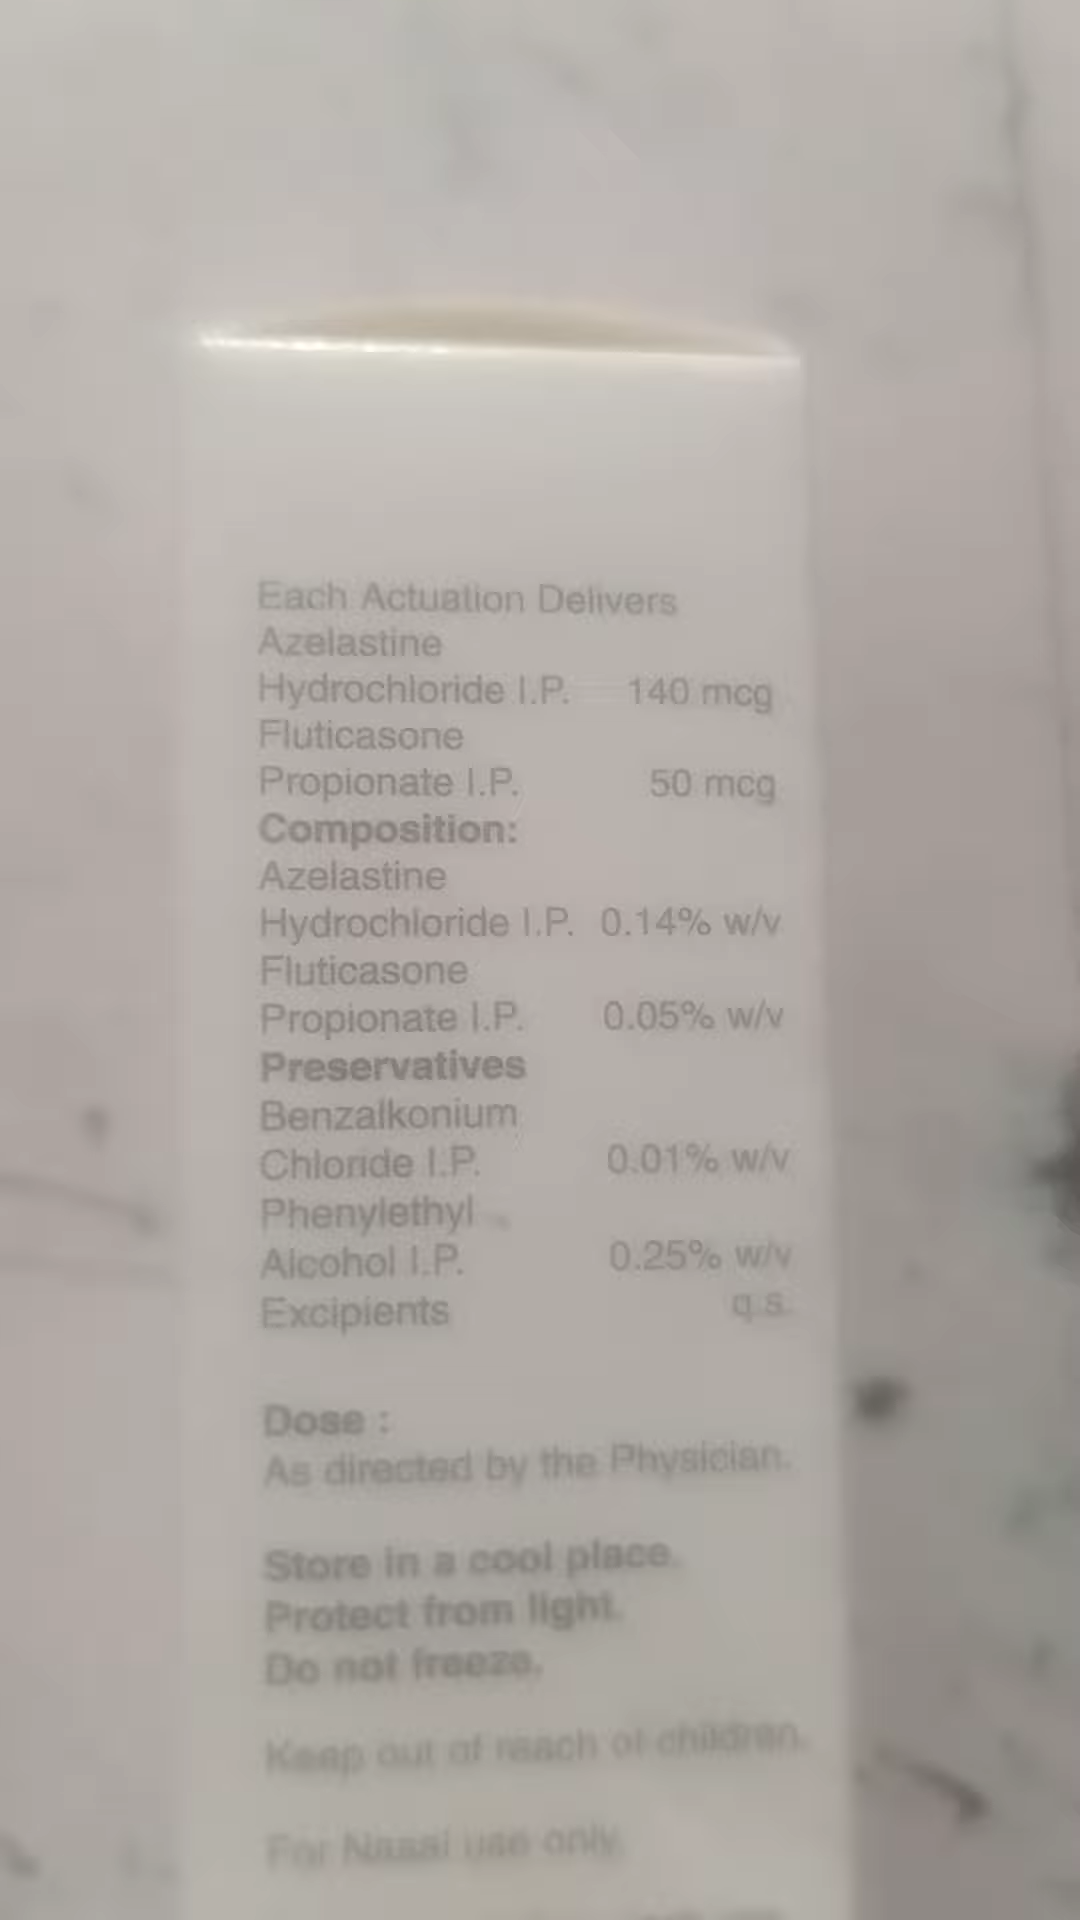 Each Actuation Delivers
Azelastine
Hydrochloride I.P. 140 mcg
Fluticasone
Propionate I.P. 50 mcg
Composition:
Azelastine
Hydrochloride I.P. 0.14% w/v
Fluticasone
Propionate I.P. 0.05% w/v
Preservatives
Benzalkonium
Chloride I.P. 0.01% w/v
Phenylethyl
Alcohol I.P. 0.25% w/v
Excipients q.s.
Dose :
As directed by the Physician.
Store in a cool place.
Protect from light.
Do not freeze.
Keep out of reach of children.
For Nasal use only.